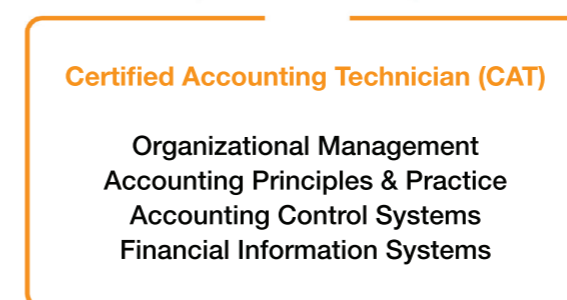 Certified Accounting Technician (CAT)
Organizational Management
Accounting Principles & Practice
Accounting Control Systems
Financial Information Systems